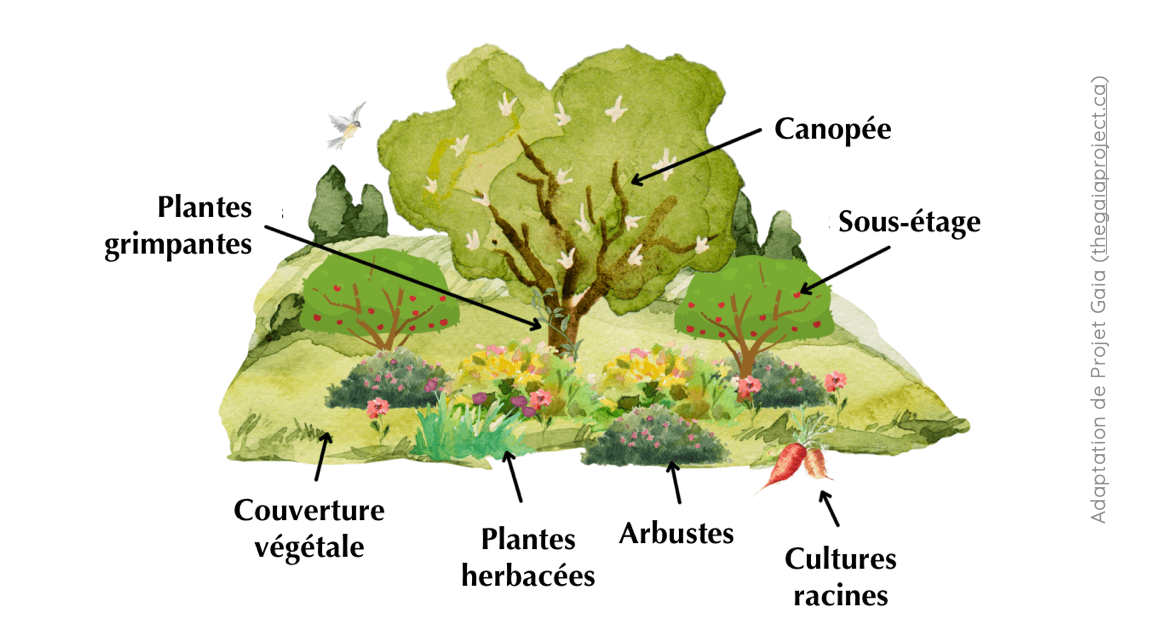 Canopée
Plantes
grimpantes
Sous-étage
Couverture
végétale
Plantes
herbacées
Arbustes
Cultures
racines
Adaptation de Projet Gaia (thegaiaproject.ca)